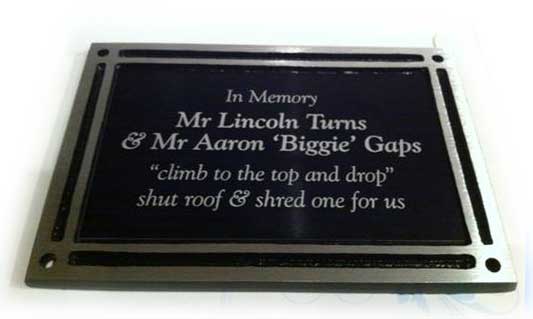 In Memory
Mr Lincoln Turns
& Mr Aaron ‘Biggie’ Gaps
“climb to the top and drop”
shut roof & shred one for us